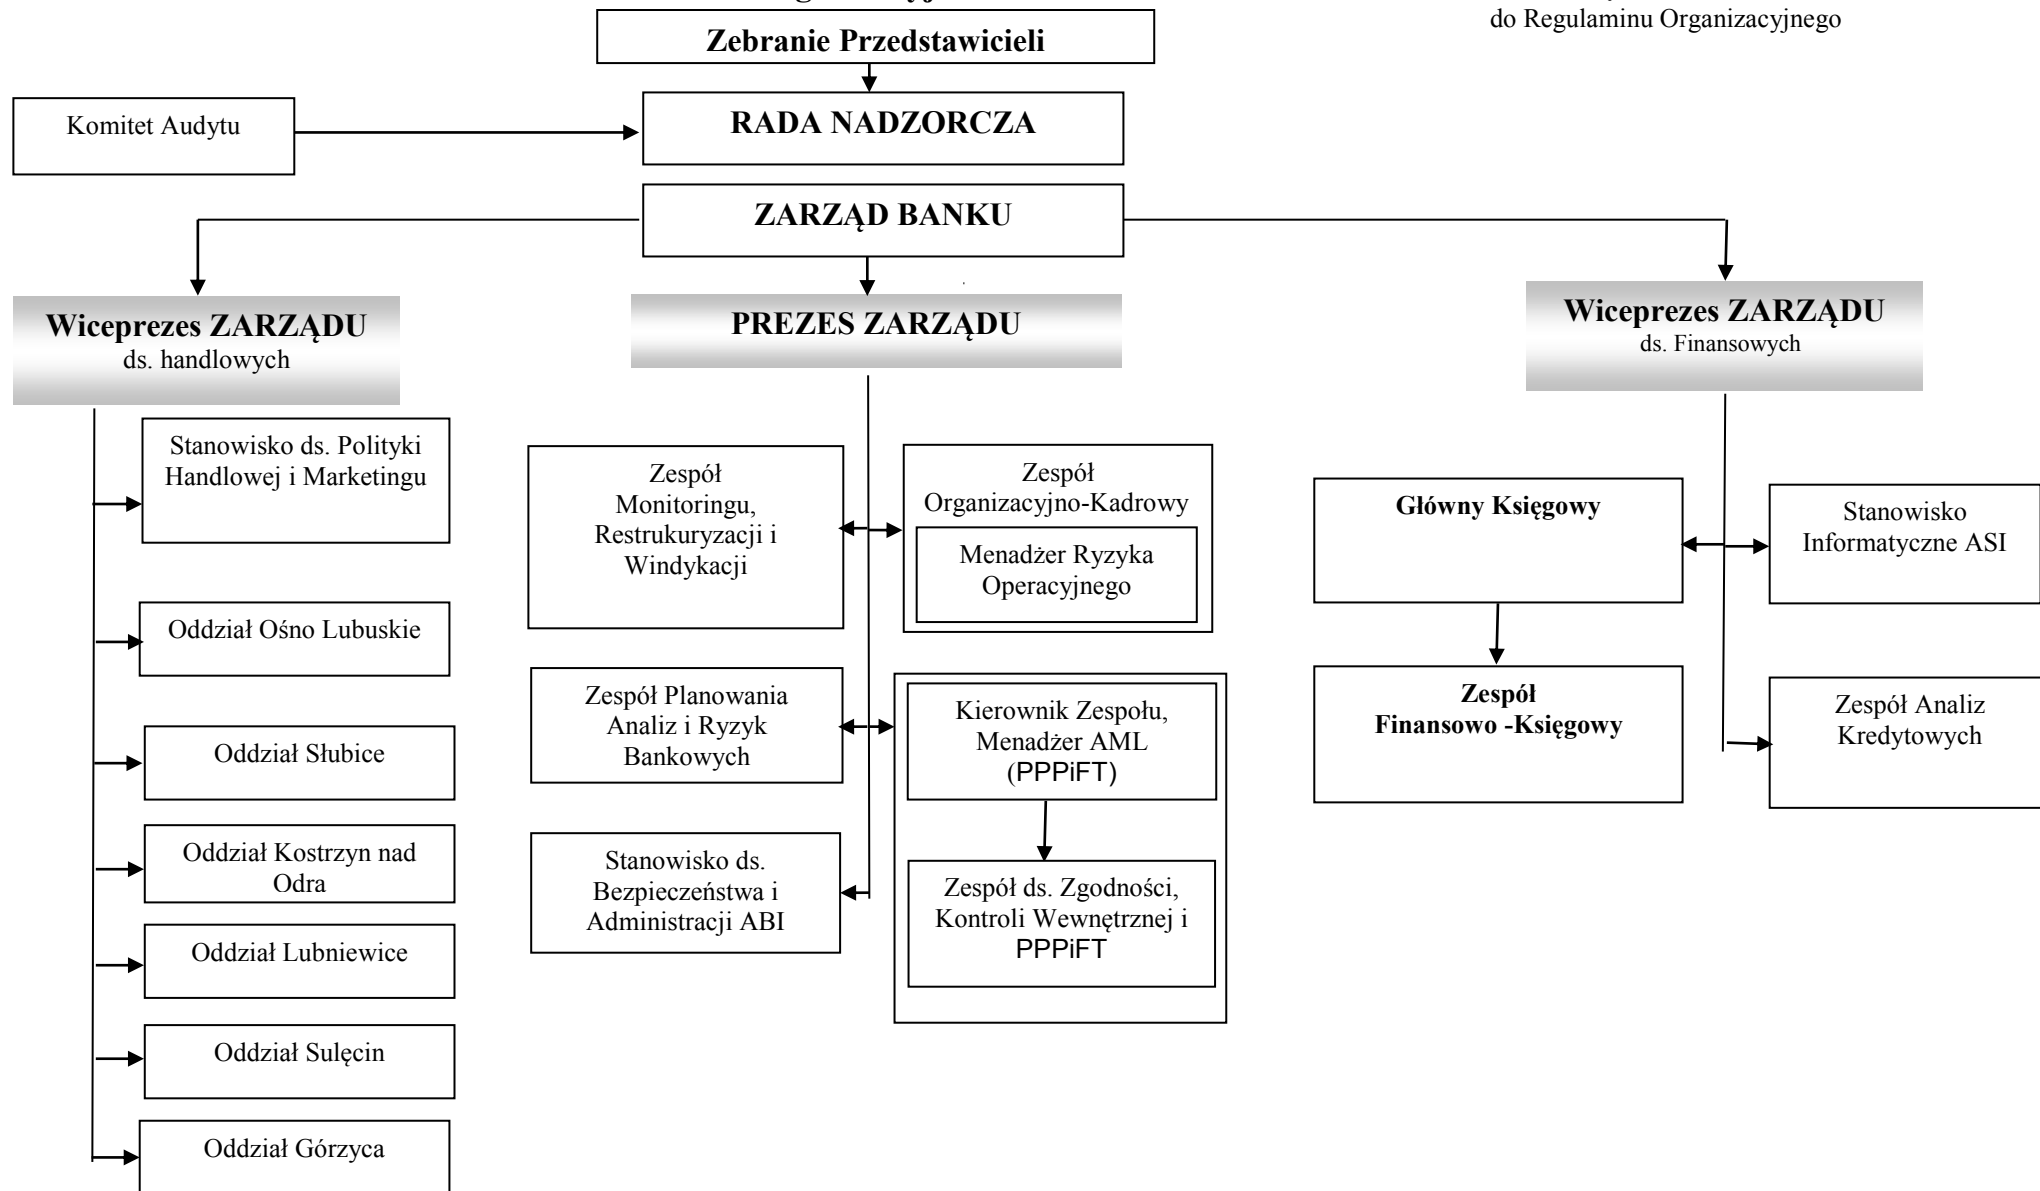 do Regulaminu Organizacyjnego
Zebranie Przedstawicieli
Komitet Audytu
RADA NADZORCZA
ZARZĄD BANKU
Wiceprezes ZARZĄDU
ds. handlowych
PREZES ZARZĄDU
Wiceprezes ZARZĄDU
ds. Finansowych
Stanowisko ds. Polityki
Handlowej i Marketingu
Oddział Ośno Lubuskie
Oddział Słubice
Oddział Kostrzyn nad
Odra
Oddział Lubniewice
Oddział Sulęcin
Oddział Górzyca
Zespół
Monitoringu,
Restrukuryzacji i
Windykacji
Zespół
Organizacyjno-Kadrowy
Menadżer Ryzyka
Operacyjnego
Zespół Planowania
Analiz i Ryzyk
Bankowych
Kierownik Zespołu,
Menadżer AML
(PPPiFT)
Stanowisko ds.
Bezpieczeństwa i
Administracji ABI
Zespół ds. Zgodności,
Kontroli Wewnętrznej i
PPPiFT
Główny Księgowy
Stanowisko
Informatyczne ASI
Zespół
Finansowo -Księgowy
Zespół Analiz
Kredytowych